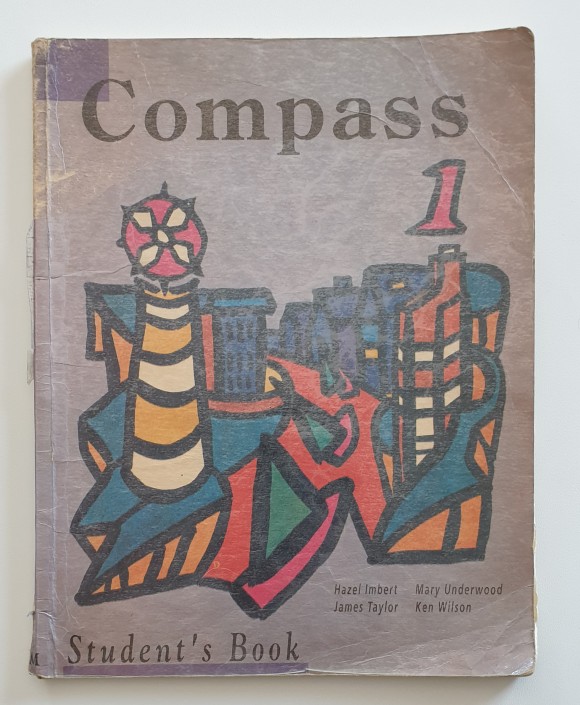 Compass
1
Hazel Imbert Mary Underwood
James Taylor Ken Wilson
Student's Book
M